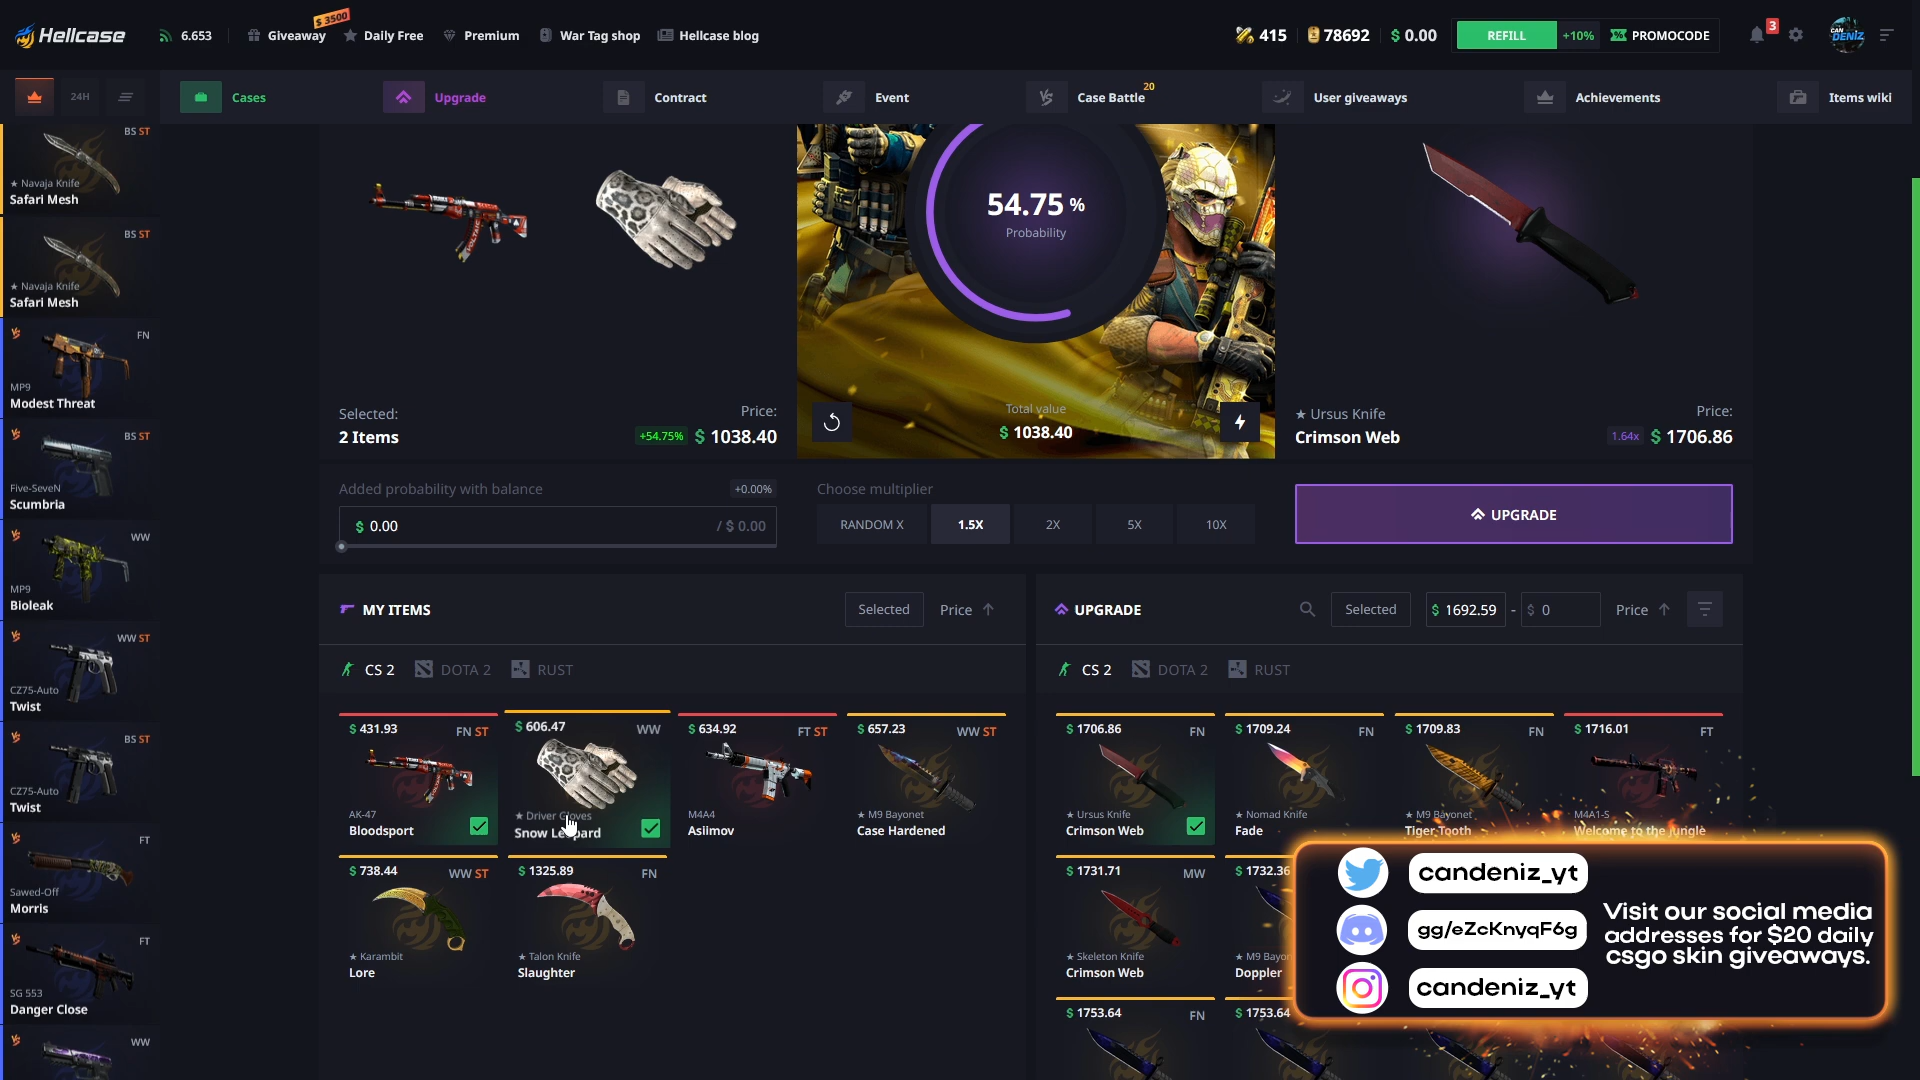 Hellcase
6.653
Giveaway
$ 3500
Daily Free
Premium
War Tag shop
Hellcase blog
415
78692
$ 0.00
REFILL
+10%
PROMOCODE
3
CAN DENIZ
24H
Cases
Upgrade
Contract
Event
Case Battle
20
User giveaways
Achievements
Items wiki
BS ST
★ Navaja Knife
Safari Mesh
BS ST
★ Navaja Knife
Safari Mesh
FN
MP9
Modest Threat
BS ST
Five-SeveN
Scumbria
WW
MP9
Bioleak
WW ST
CZ75-Auto
Twist
BS ST
CZ75-Auto
Twist
FT
Sawed-Off
Morris
FT
SG 553
Danger Close
WW
54.75 %
Probability
Selected:
2 Items
Price:
+54.75% $ 1038.40
Total value
$ 1038.40
★ Ursus Knife
Crimson Web
Price:
1.64x $ 1706.86
Added probability with balance
+0.00%
$ 0.00
/ $ 0.00
Choose multiplier
RANDOM X
1.5X
2X
5X
10X
UPGRADE
MY ITEMS
Selected
Price
UPGRADE
Selected
$ 1692.59 - $ 0
Price
CS 2
DOTA 2
RUST
CS 2
DOTA 2
RUST
$ 431.93
FN ST
AK-47
Bloodsport
$ 606.47
WW
★ Driver Gloves
Snow Leopard
$ 634.92
FT ST
M4A4
Asiimov
$ 657.23
WW ST
★ M9 Bayonet
Case Hardened
$ 738.44
WW ST
★ Karambit
Lore
$ 1325.89
FN
★ Talon Knife
Slaughter
$ 1706.86
FN
★ Ursus Knife
Crimson Web
$ 1709.24
FN
★ Nomad Knife
Fade
$ 1709.83
FN
★ M9 Bayonet
Tiger Tooth
$ 1716.01
FT
M4A1-S
Welcome to the Jungle
$ 1731.71
MW
★ Skeleton Knife
Crimson Web
$ 1732.36
★ M9 Bayon
Doppler
$ 1753.64
FN
$ 1753.64
candeniz_yt
gg/eZcKnyqF6g
candeniz_yt
Visit our social media
addresses for $20 daily
csgo skin giveaways.